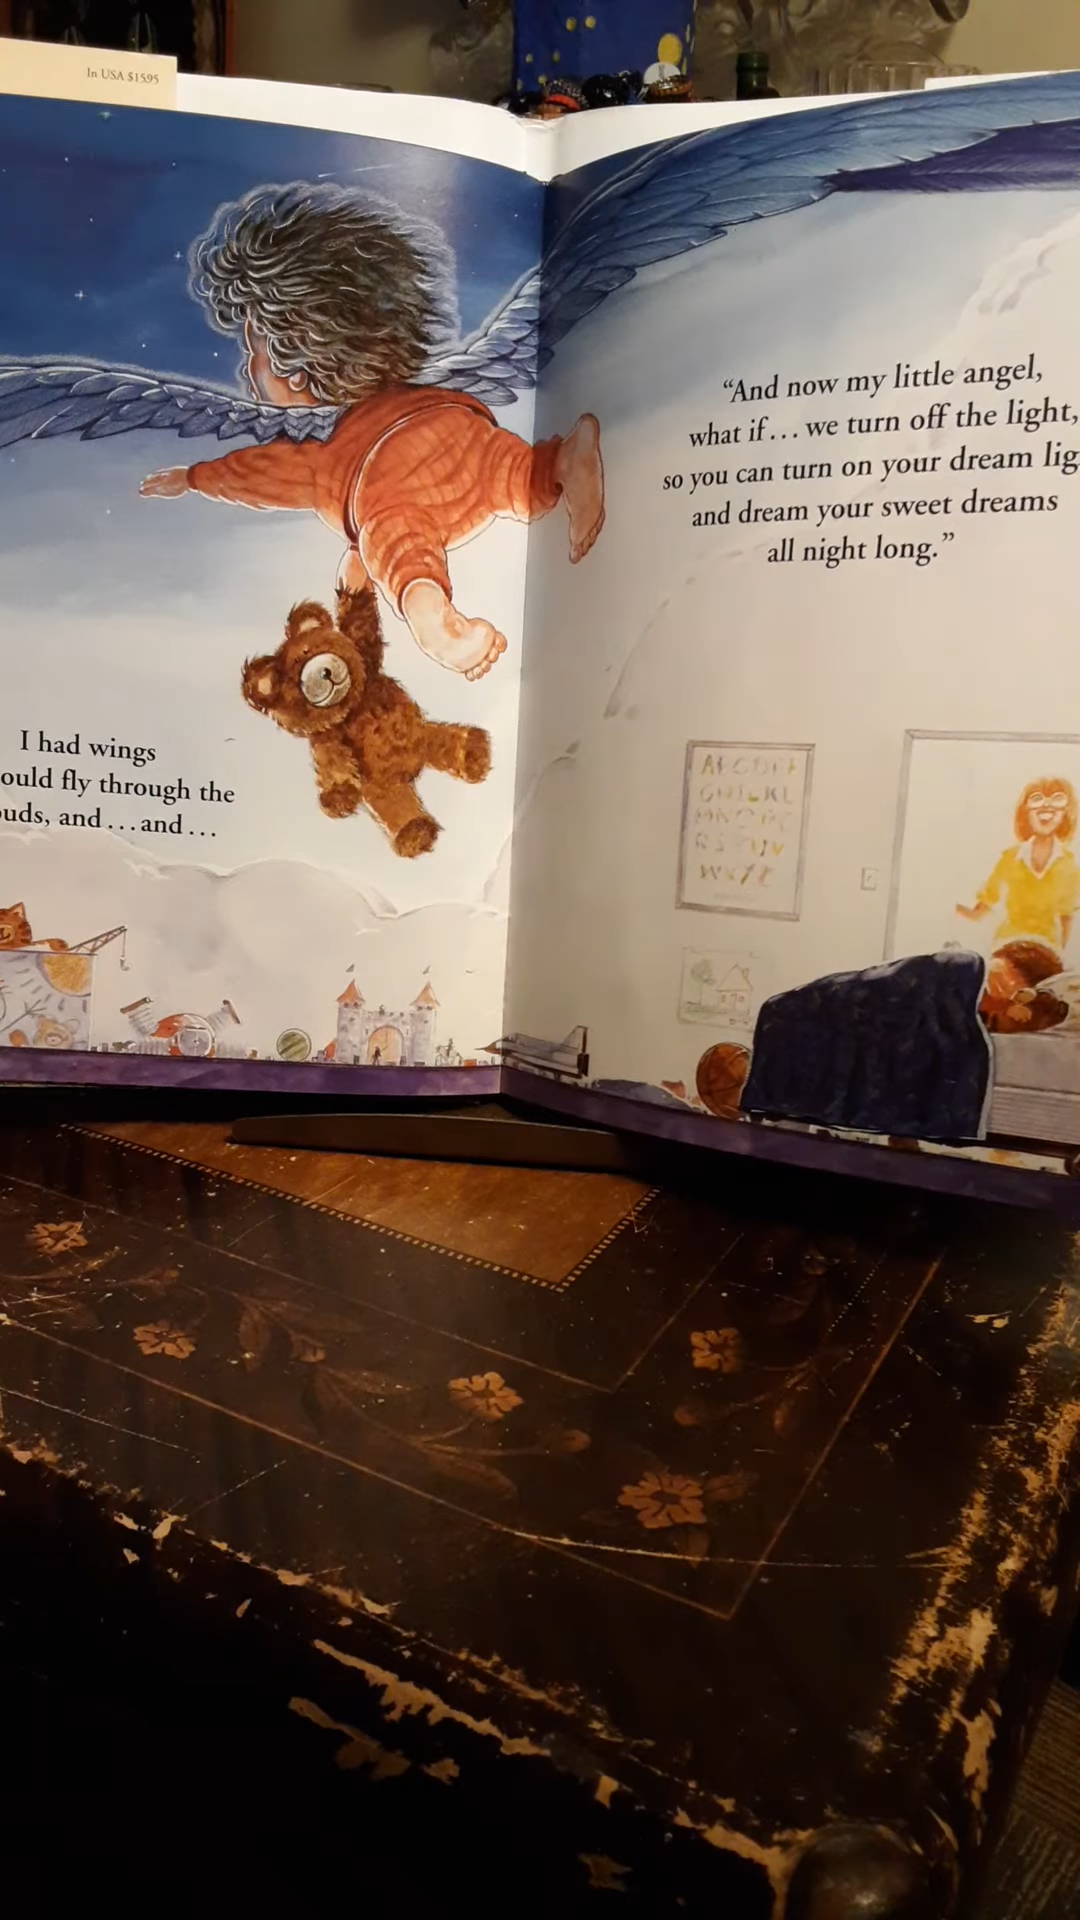 In USA $15.95
I had wings
ould fly through the
uds, and...and...
“And now my little angel,
what if... we turn off the light,
so you can turn on your dream lig
and dream your sweet dreams
all night long.”